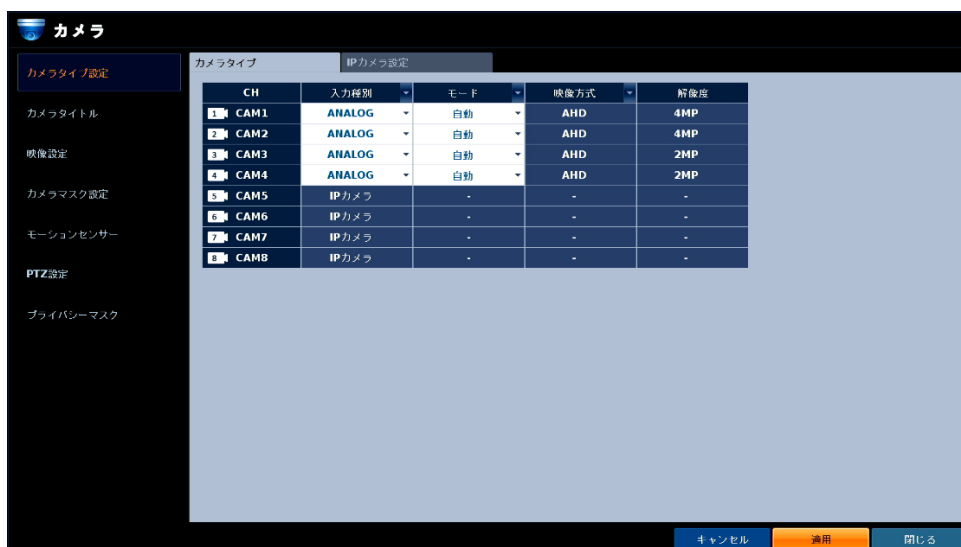 カメラ
カメラタイプ設定
カメラタイトル
映像設定
カメラマスク設定
モーションセンサー
PTZ設定
プライバシーマスク
カメラタイプ IPカメラ設定
CH 入力種別 モード 映像方式 解像度
1 CAM1 ANALOG 自動 AHD 4MP
2 CAM2 ANALOG 自動 AHD 4MP
3 CAM3 ANALOG 自動 AHD 2MP
4 CAM4 ANALOG 自動 AHD 2MP
5 CAM5 IPカメラ - - -
6 CAM6 IPカメラ - - -
7 CAM7 IPカメラ - - -
8 CAM8 IPカメラ - - -
キャンセル 適用 閉じる